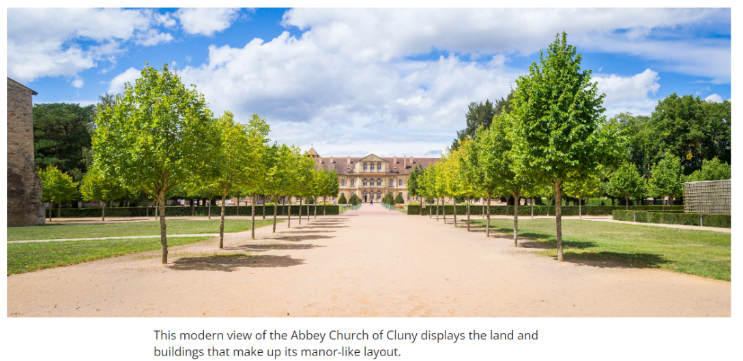 This modern view of the Abbey Church of Cluny displays the land and
buildings that make up its manor-like layout.